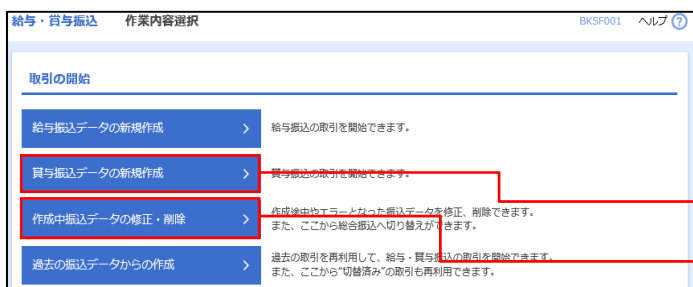 給与・賞与振込 作業内容選択 BKSF001 ヘルプ ?
取引の開始
給与振込データの新規作成 給与振込の取引を開始できます。
賞与振込データの新規作成 賞与振込の取引を開始できます。
作成中振込データの修正・削除 作成途中やエラーとなった振込データを修正、削除できます。
また、ここから総合振込へ切り替えができます。
過去の振込データからの作成 過去の取引を再利用して、給与・賞与振込の取引を開始できます。
また、ここから"切替済み"の取引も再利用できます。